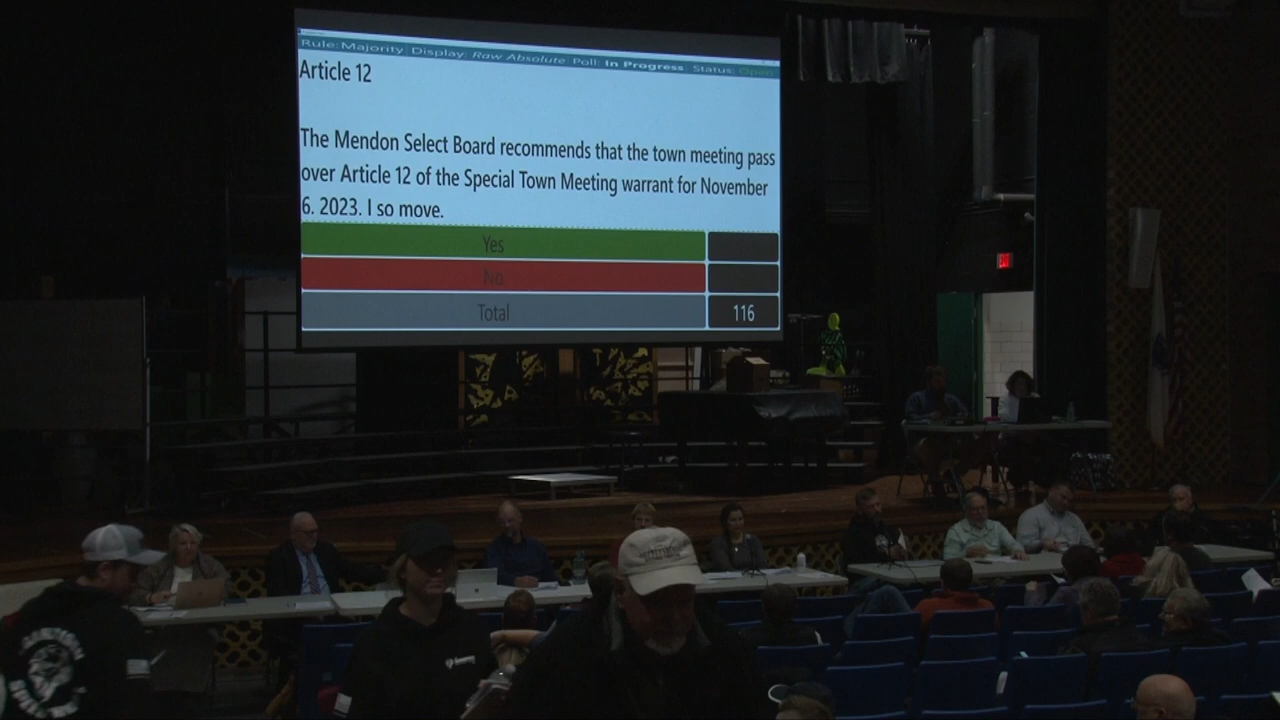 Rule: Majority Display: Raw Absolute Poll: In Progress Status: Open
Article 12
The Mendon Select Board recommends that the town meeting pass
over Article 12 of the Special Town Meeting warrant for November
6. 2023. I so move.
Yes
No
Total 116